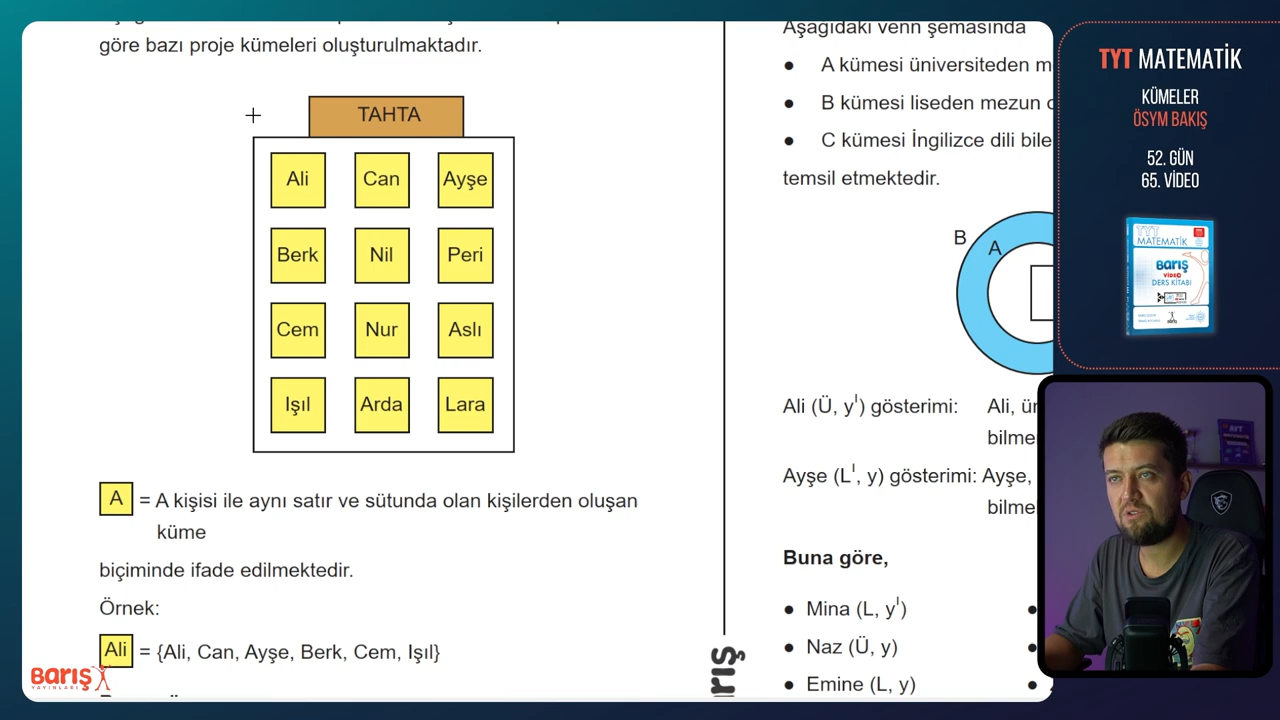 göre bazı proje kümeleri oluşturulmaktadır.
TAHTA
Ali Can Ayşe
Berk Nil Peri
Cem Nur Aslı
Işıl Arda Lara
A = A kişisi ile aynı satır ve sütunda olan kişilerden oluşan
küme
biçiminde ifade edilmektedir.
Örnek:
Ali = {Ali, Can, Ayşe, Berk, Cem, Işıl}
BARIŞ
YAYINLARI
Aşağıdaki venn şemasında
● A kümesi üniversiteden m
● B kümesi liseden mezun
● C kümesi İngilizce dili bile
temsil etmektedir.
B
A
Ali (Ü, yᴵ) gösterimi: Ali, ür
bilme
Ayşe (Lᴵ, y) gösterimi: Ayşe,
bilme
Buna göre,
● Mina (L, yᴵ)
● Naz (Ü, y)
● Emine (L, y)
TYT MATEMATİK
KÜMELER
ÖSYM BAKIŞ
52. GÜN
65. VİDEO
TYT
MATEMATİK
BARIŞ
VİDEO
DERS KİTABI